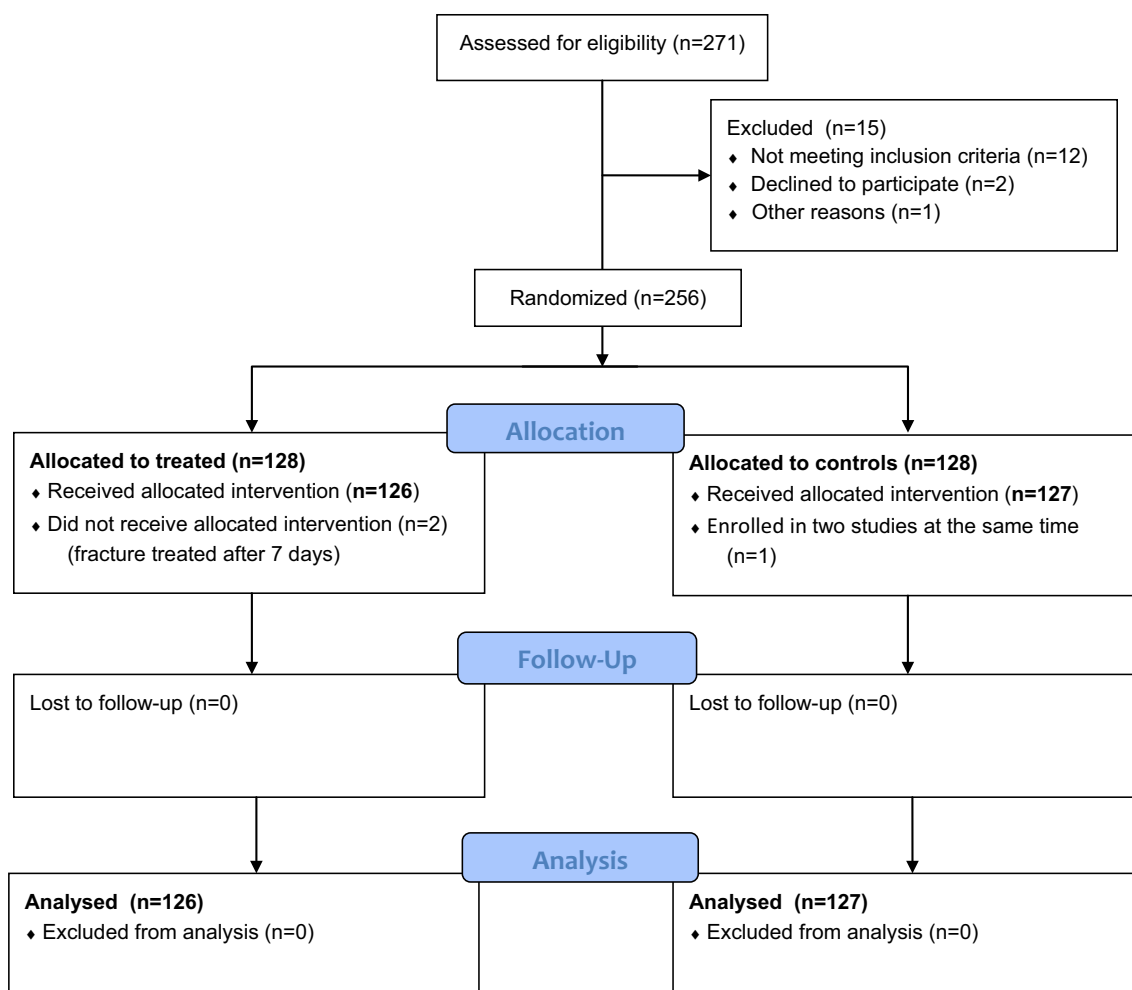 Assessed for eligibility (n=271)
Excluded (n=15)
♦ Not meeting inclusion criteria (n=12)
♦ Declined to participate (n=2)
♦ Other reasons (n=1)
Randomized (n=256)
Allocation
Allocated to treated (n=128)
♦ Received allocated intervention (n=126)
♦ Did not receive allocated intervention (n=2)
(fracture treated after 7 days)
Allocated to controls (n=128)
♦ Received allocated intervention (n=127)
♦ Enrolled in two studies at the same time
(n=1)
Follow-Up
Lost to follow-up (n=0)
Lost to follow-up (n=0)
Analysis
Analysed (n=126)
♦ Excluded from analysis (n=0)
Analysed (n=127)
♦ Excluded from analysis (n=0)